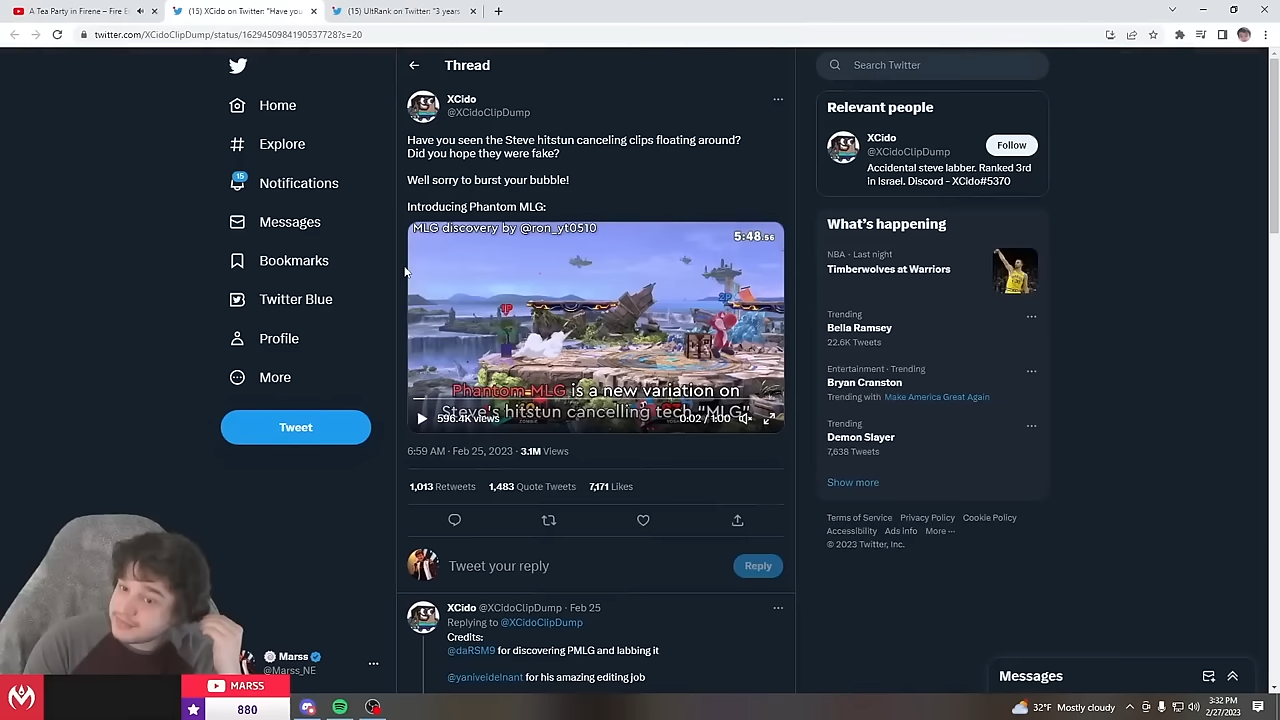 A Tea Party in Firene – Fire E
(15) XCido on Twitter: "Have you
(15) UltRank on Twitter: "3 years
twitter.com/XCidoClipDump/status/1629450984190537728?s=20
Home
Explore
15
Notifications
Messages
Bookmarks
Twitter Blue
Profile
More
Tweet
Thread
XCido
@XCidoClipDump
Have you seen the Steve hitstun canceling clips floating around?
Did you hope they were fake?
Well sorry to burst your bubble!
Introducing Phantom MLG:
MLG discovery by @ron_yt0510
5:48.56
1P
2P
Phantom MLG is a new variation on
Steve's hitstun cancelling tech "MLG"
596.4K views
0:02 / 1:00
6:59 AM · Feb 25, 2023 · 3.1M Views
1,013 Retweets 1,483 Quote Tweets 7,171 Likes
Tweet your reply
Reply
XCido @XCidoClipDump · Feb 25
Replying to @XCidoClipDump
Credits:
@daRSM9 for discovering PMLG and labbing it
@yaniveidelnant for his amazing editing job
Search Twitter
Relevant people
XCido
@XCidoClipDump
Follow
Accidental steve labber. Ranked 3rd
in Israel. Discord - XCido#5370
What's happening
NBA · Last night
Timberwolves at Warriors
Trending
Bella Ramsey
22.6K Tweets
Entertainment · Trending
Bryan Cranston
Trending with Make America Great Again
Trending
Demon Slayer
7,638 Tweets
Show more
Terms of Service Privacy Policy Cookie Policy
Accessibility Ads info More ···
© 2023 Twitter, Inc.
Messages
Marss
@Marss_NE
MARSS
880
32°F Mostly cloudy
3:32 PM
2/27/2023